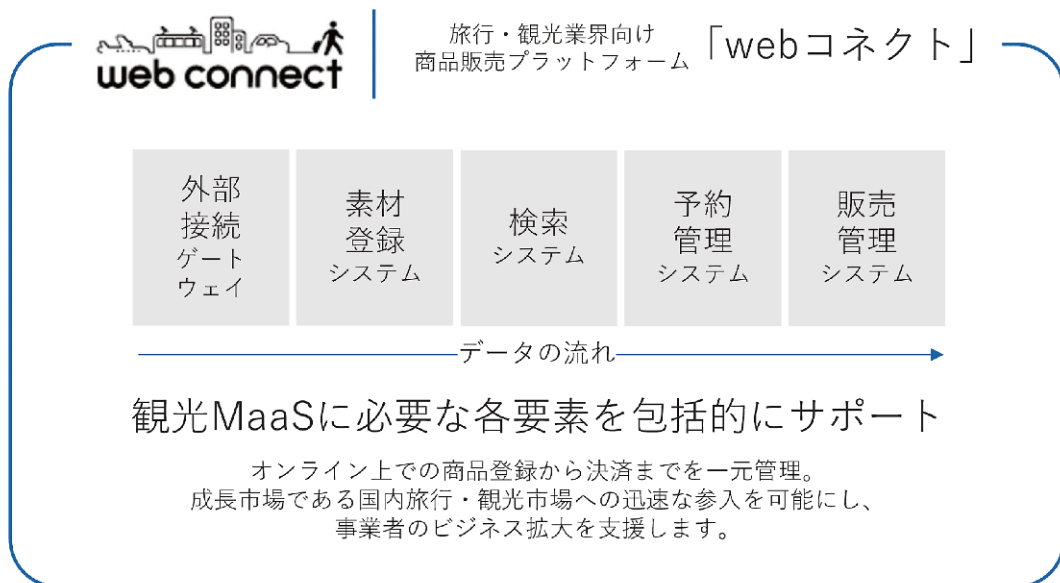 web connect
旅行・観光業界向け
商品販売プラットフォーム「webコネクト」
外部
接続
ゲート
ウェイ
素材
登録
システム
検索
システム
予約
管理
システム
販売
管理
システム
データの流れ
観光MaaSに必要な各要素を包括的にサポート
オンライン上での商品登録から決済までを一元管理。
成長市場である国内旅行・観光市場への迅速な参入を可能にし、
事業者のビジネス拡大を支援します。